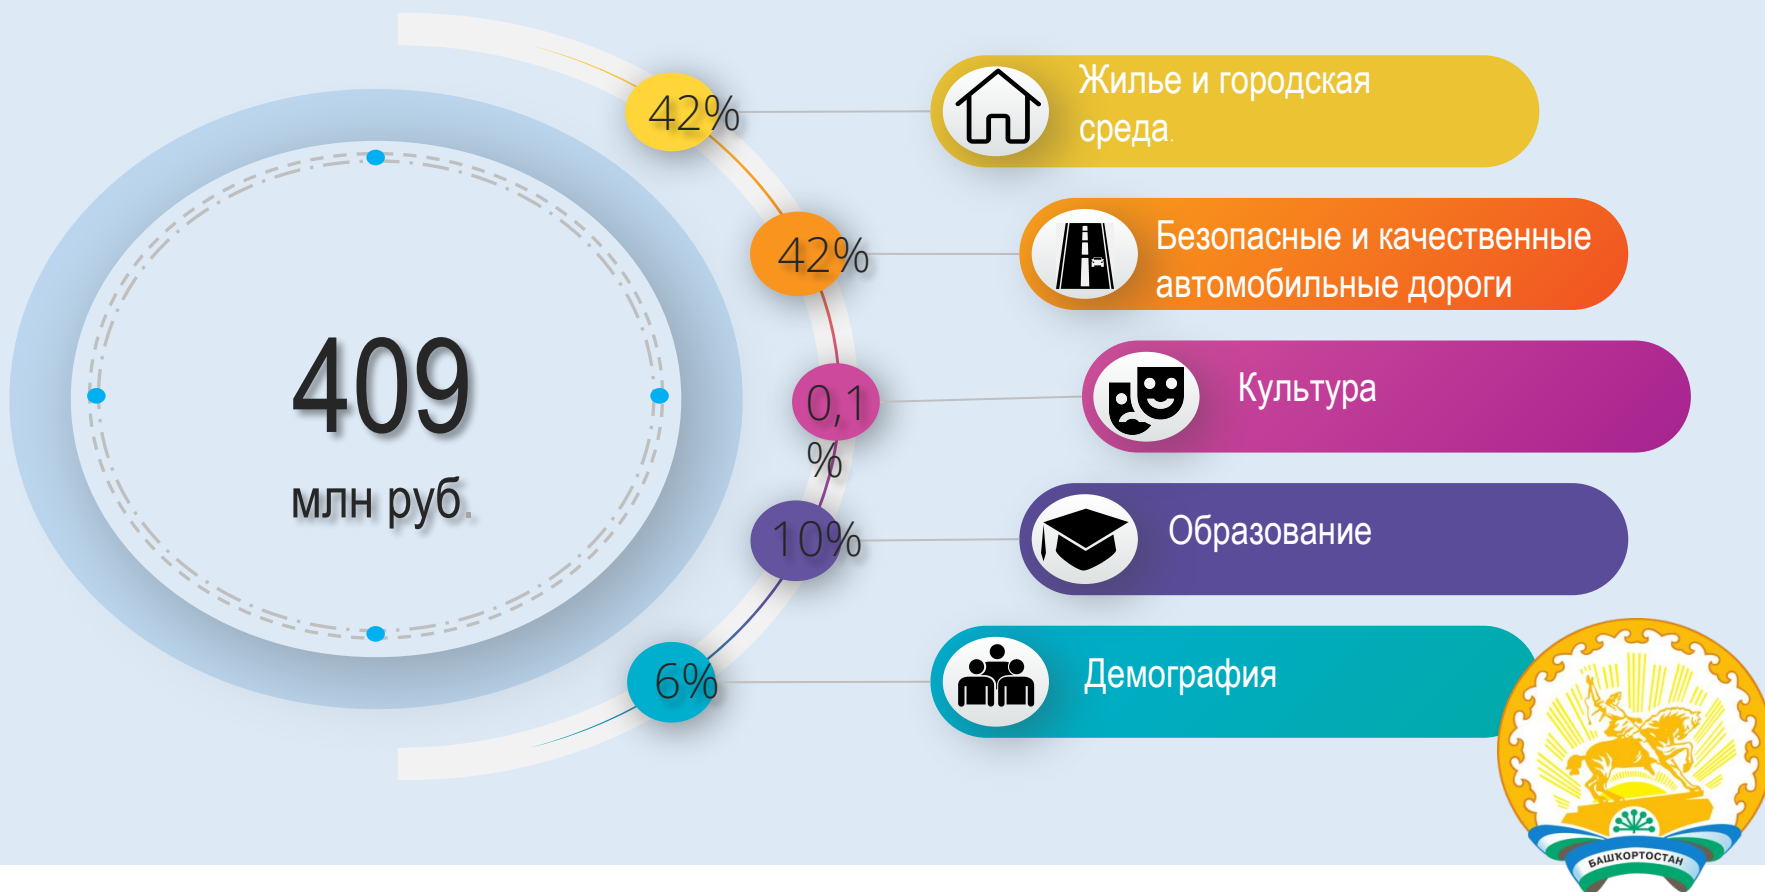 409
млн руб.
42%
Жилье и городская
среда.
42%
Безопасные и качественные
автомобильные дороги
0,1
%
Культура
10%
Образование
6%
Демография
БАШКОРТОСТАН